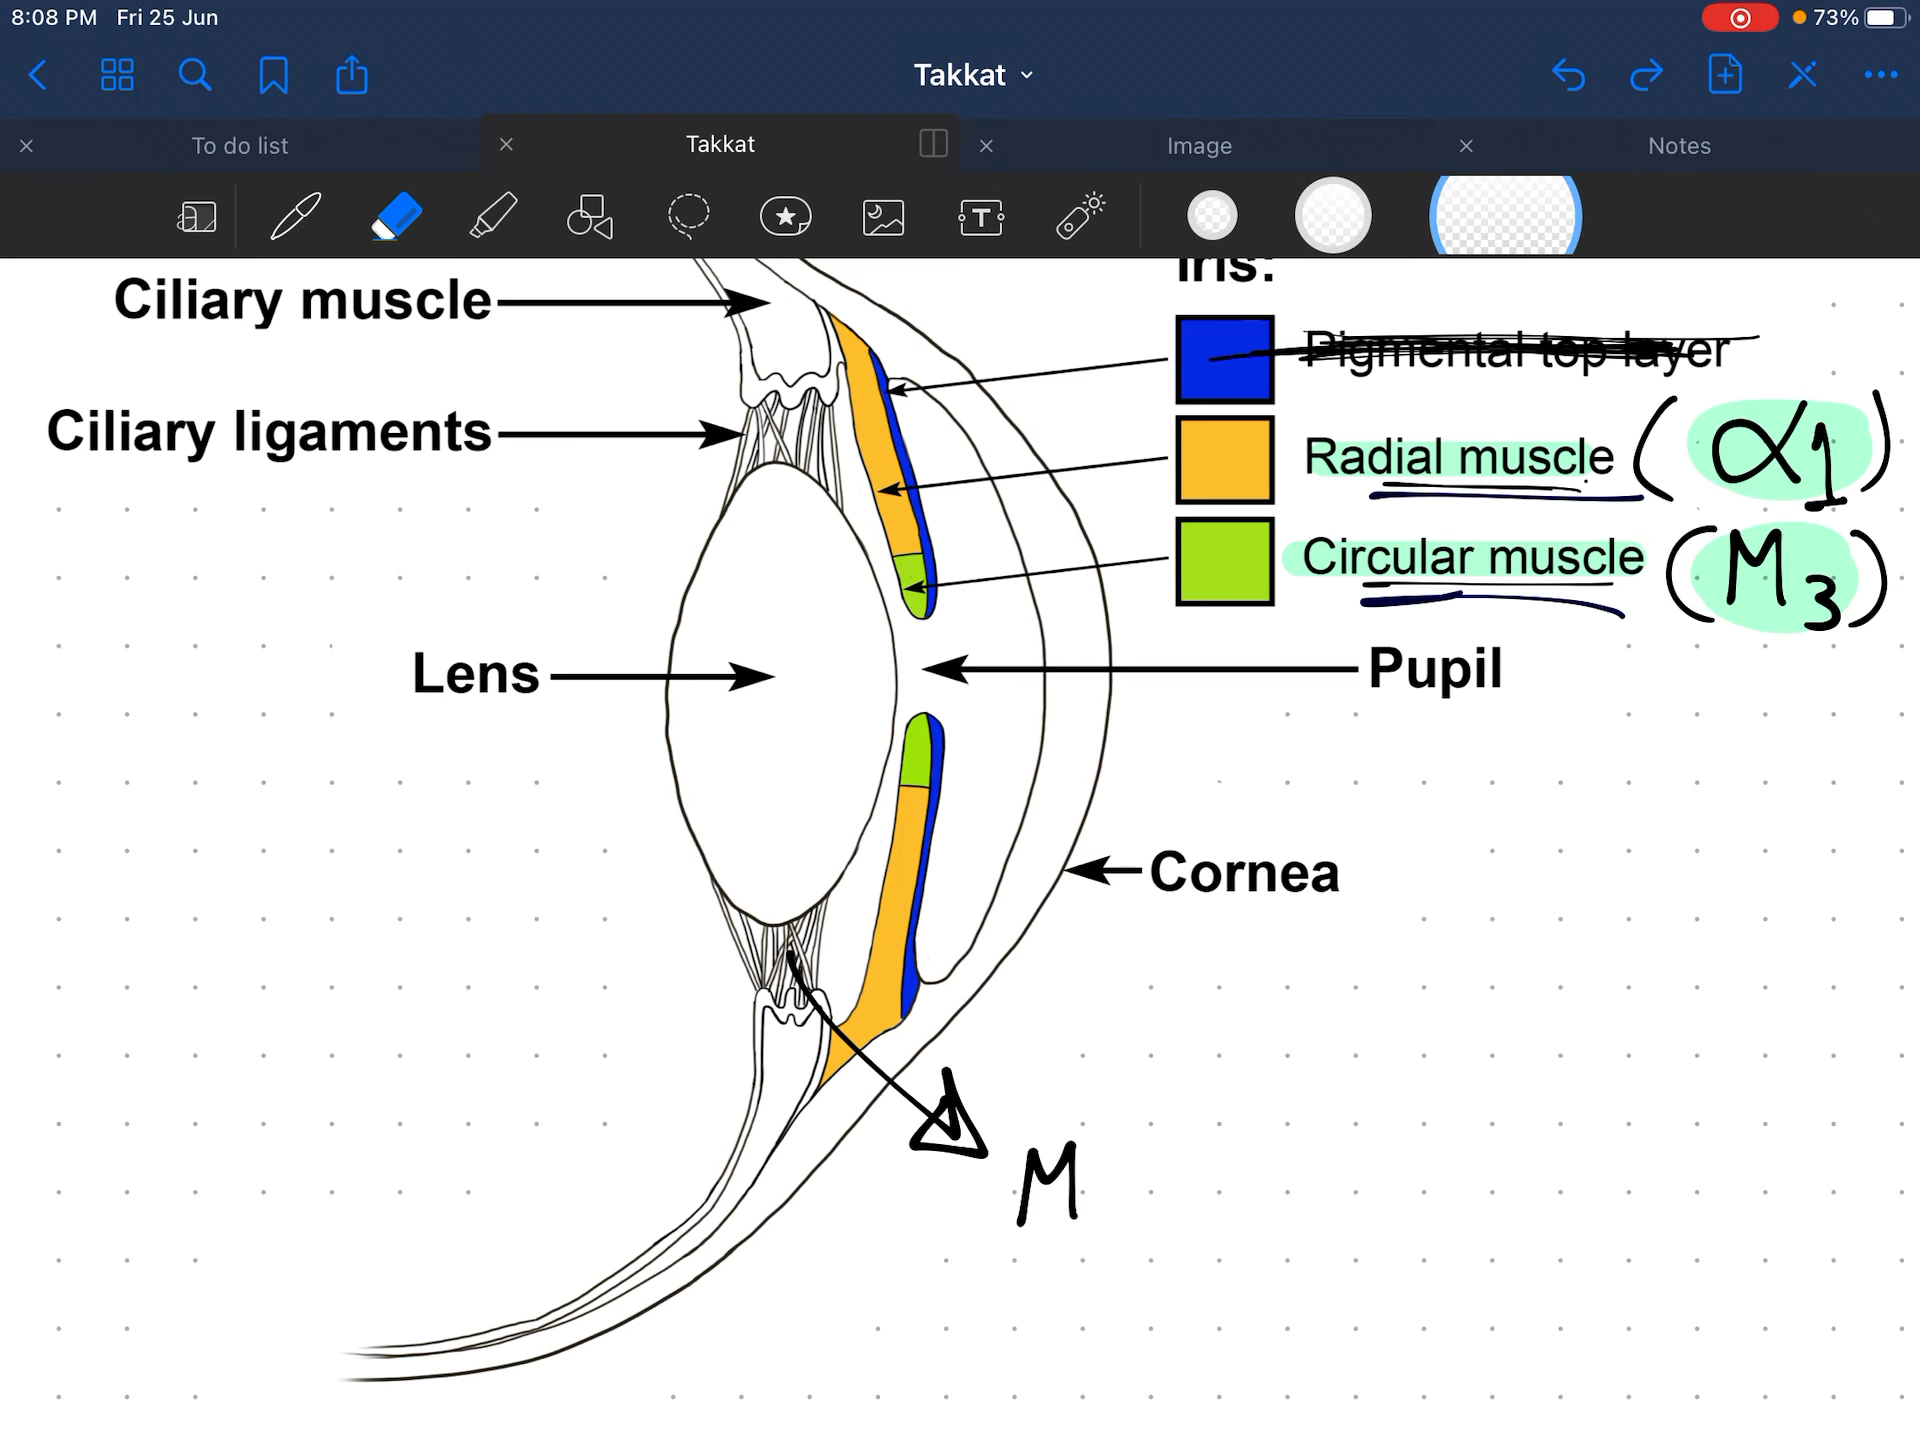 8:08 PM Fri 25 Jun 73%
Takkat
To do list Takkat Image Notes
Iris:
Ciliary muscle
Pigmental top layer
Ciliary ligaments
Radial muscle (α1)
Circular muscle (M3)
Lens
Pupil
Cornea
M